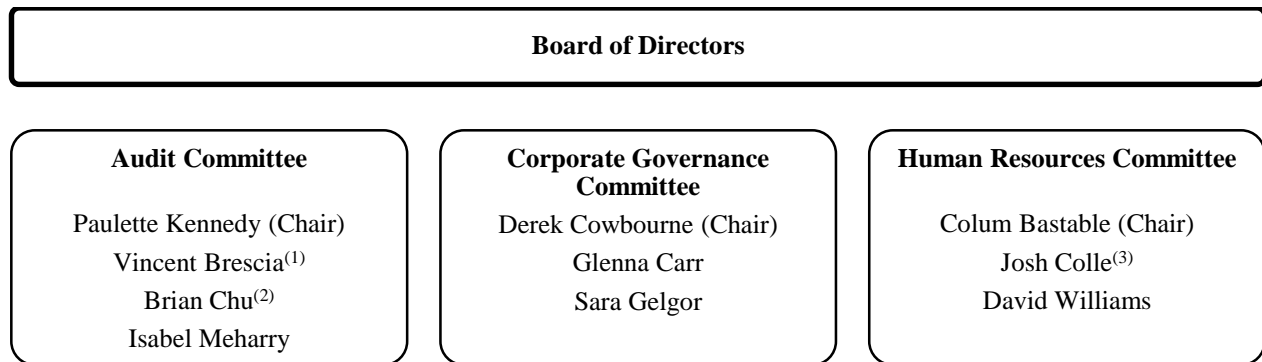 Board of Directors
Audit Committee
Paulette Kennedy (Chair)
Vincent Brescia(1)
Brian Chu(2)
Isabel Meharry
Corporate Governance
Committee
Derek Cowbourne (Chair)
Glenna Carr
Sara Gelgor
Human Resources Committee
Colum Bastable (Chair)
Josh Colle(3)
David Williams